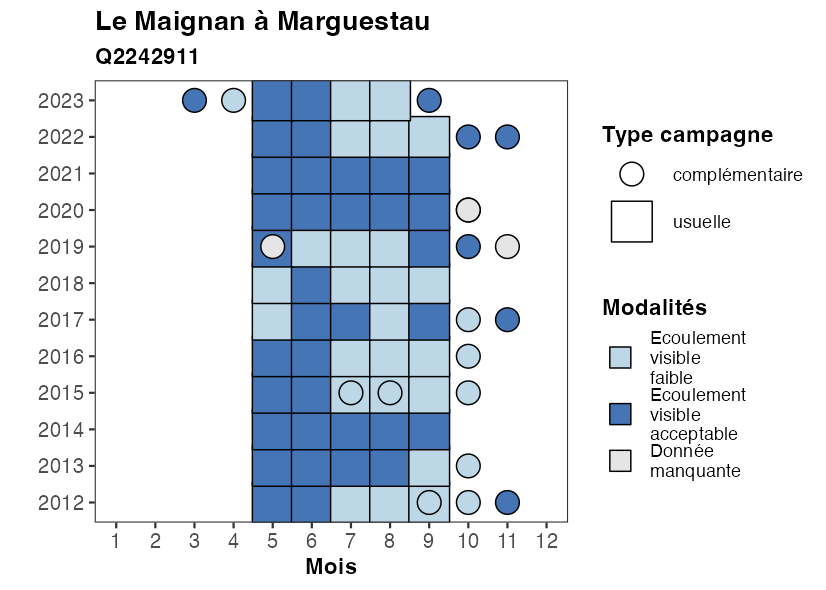 Le Maignan à Marguestau
Q2242911
2023
2022
2021
2020
2019
2018
2017
2016
2015
2014
2013
2012
1 2 3 4 5 6 7 8 9 10 11 12
Mois
Type campagne
complémentaire
usuelle
Modalités
Ecoulement
visible
faible
Ecoulement
visible
acceptable
Donnée
manquante